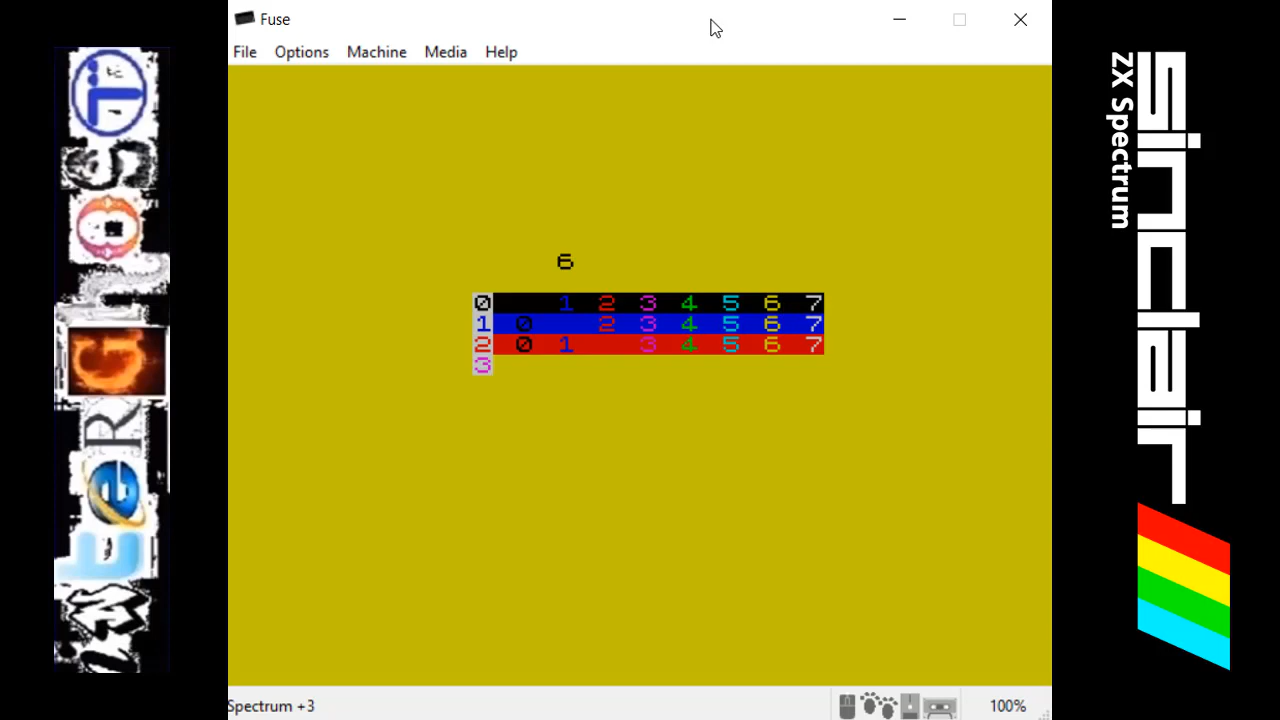 Fuse
File Options Machine Media Help
6
0 1 2 3 4 5 6 7
1 0 2 3 4 5 6 7
2 0 1 3 4 5 6 7
3
Spectrum +3
100%
sinclair
ZX Spectrum